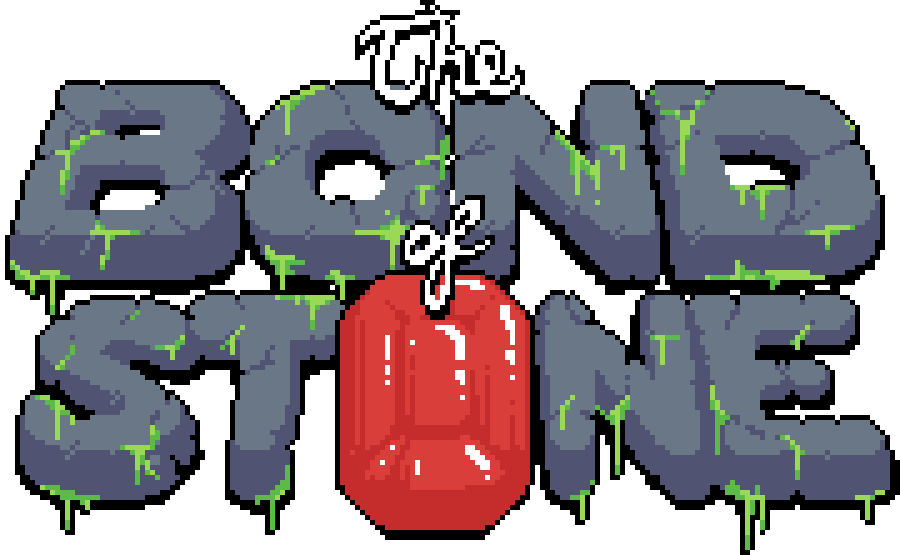 The
BOND
of
STONE